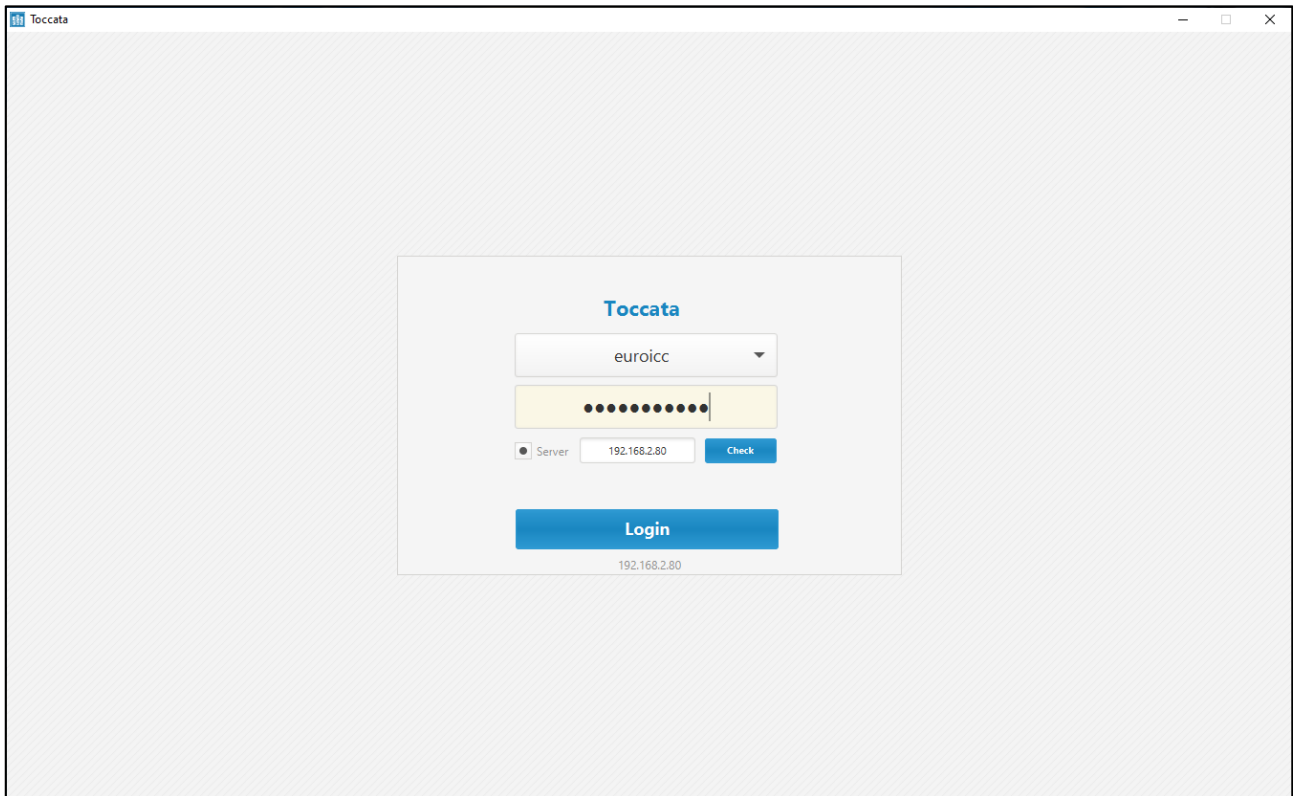 Toccata
Toccata
euroicc
●●●●●●●●●●●
Server 192.168.2.80 Check
Login
192.168.2.80